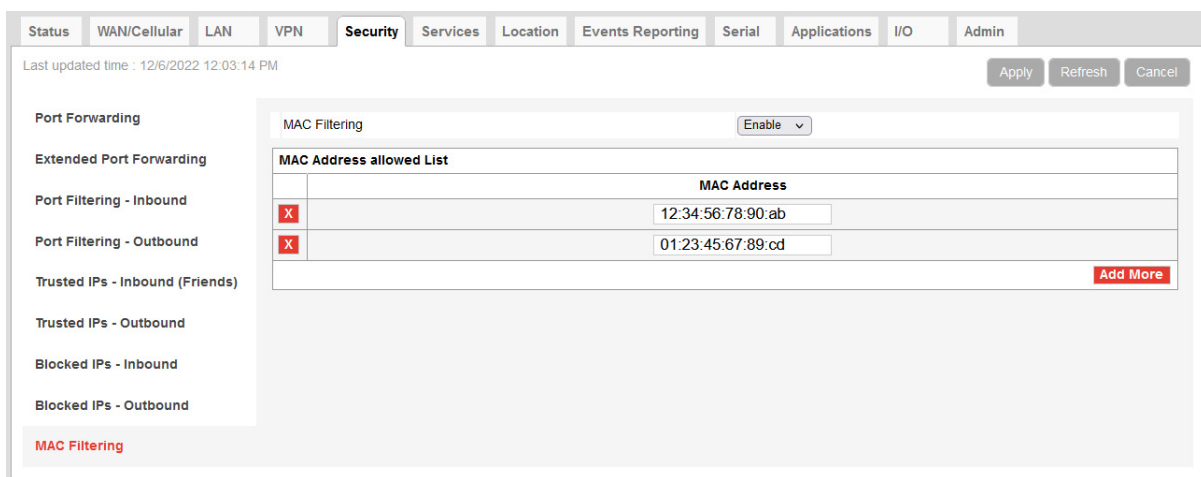 Status WAN/Cellular LAN VPN Security Services Location Events Reporting Serial Applications I/O Admin
Last updated time : 12/6/2022 12:03:14 PM
Apply Refresh Cancel
Port Forwarding
Extended Port Forwarding
Port Filtering - Inbound
Port Filtering - Outbound
Trusted IPs - Inbound (Friends)
Trusted IPs - Outbound
Blocked IPs - Inbound
Blocked IPs - Outbound
MAC Filtering
MAC Filtering Enable
MAC Address allowed List
MAC Address
X 12:34:56:78:90:ab
X 01:23:45:67:89:cd
Add More